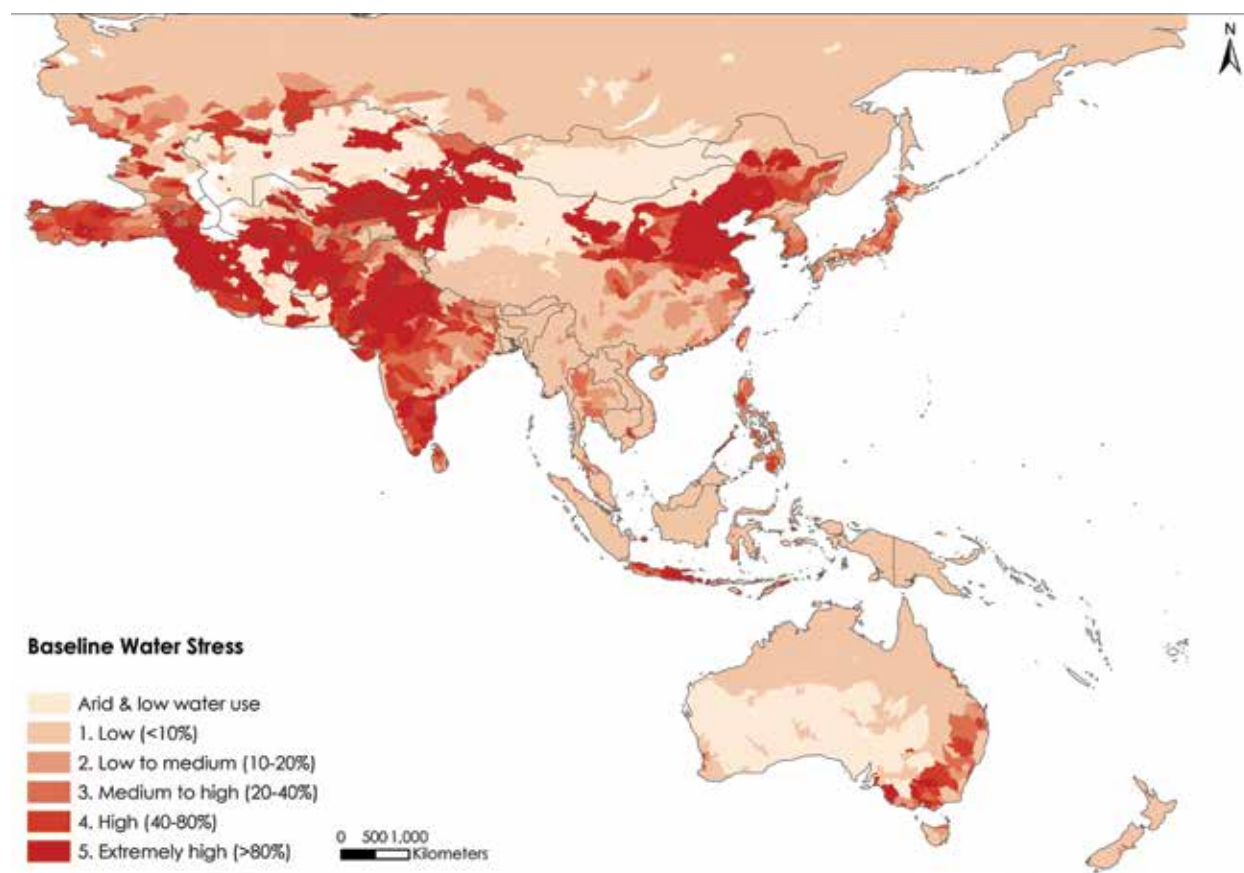 N
Baseline Water Stress
Arid & low water use
1. Low (<10%)
2. Low to medium (10-20%)
3. Medium to high (20-40%)
4. High (40-80%)
5. Extremely high (>80%)
0 500 1,000
Kilometers